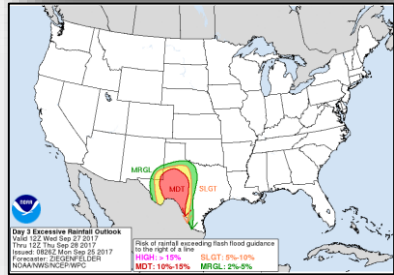 MRGL
MDT
SLGT
NOAA
Day 3 Excessive Rainfall Outlook
Valid 12Z Wed Sep 27 2017
Thru 12Z Thu Sep 28 2017
Issued: 0826Z Mon Sep 25 2017
Forecaster: ZIEGENFELDER
NOAA/NWS/NCEP/WPC
Risk of rainfall exceeding flash flood guidance
to the right of a line
HIGH: > 15% SLGT: 5%-10%
MDT: 10%-15% MRGL: 2%-5%